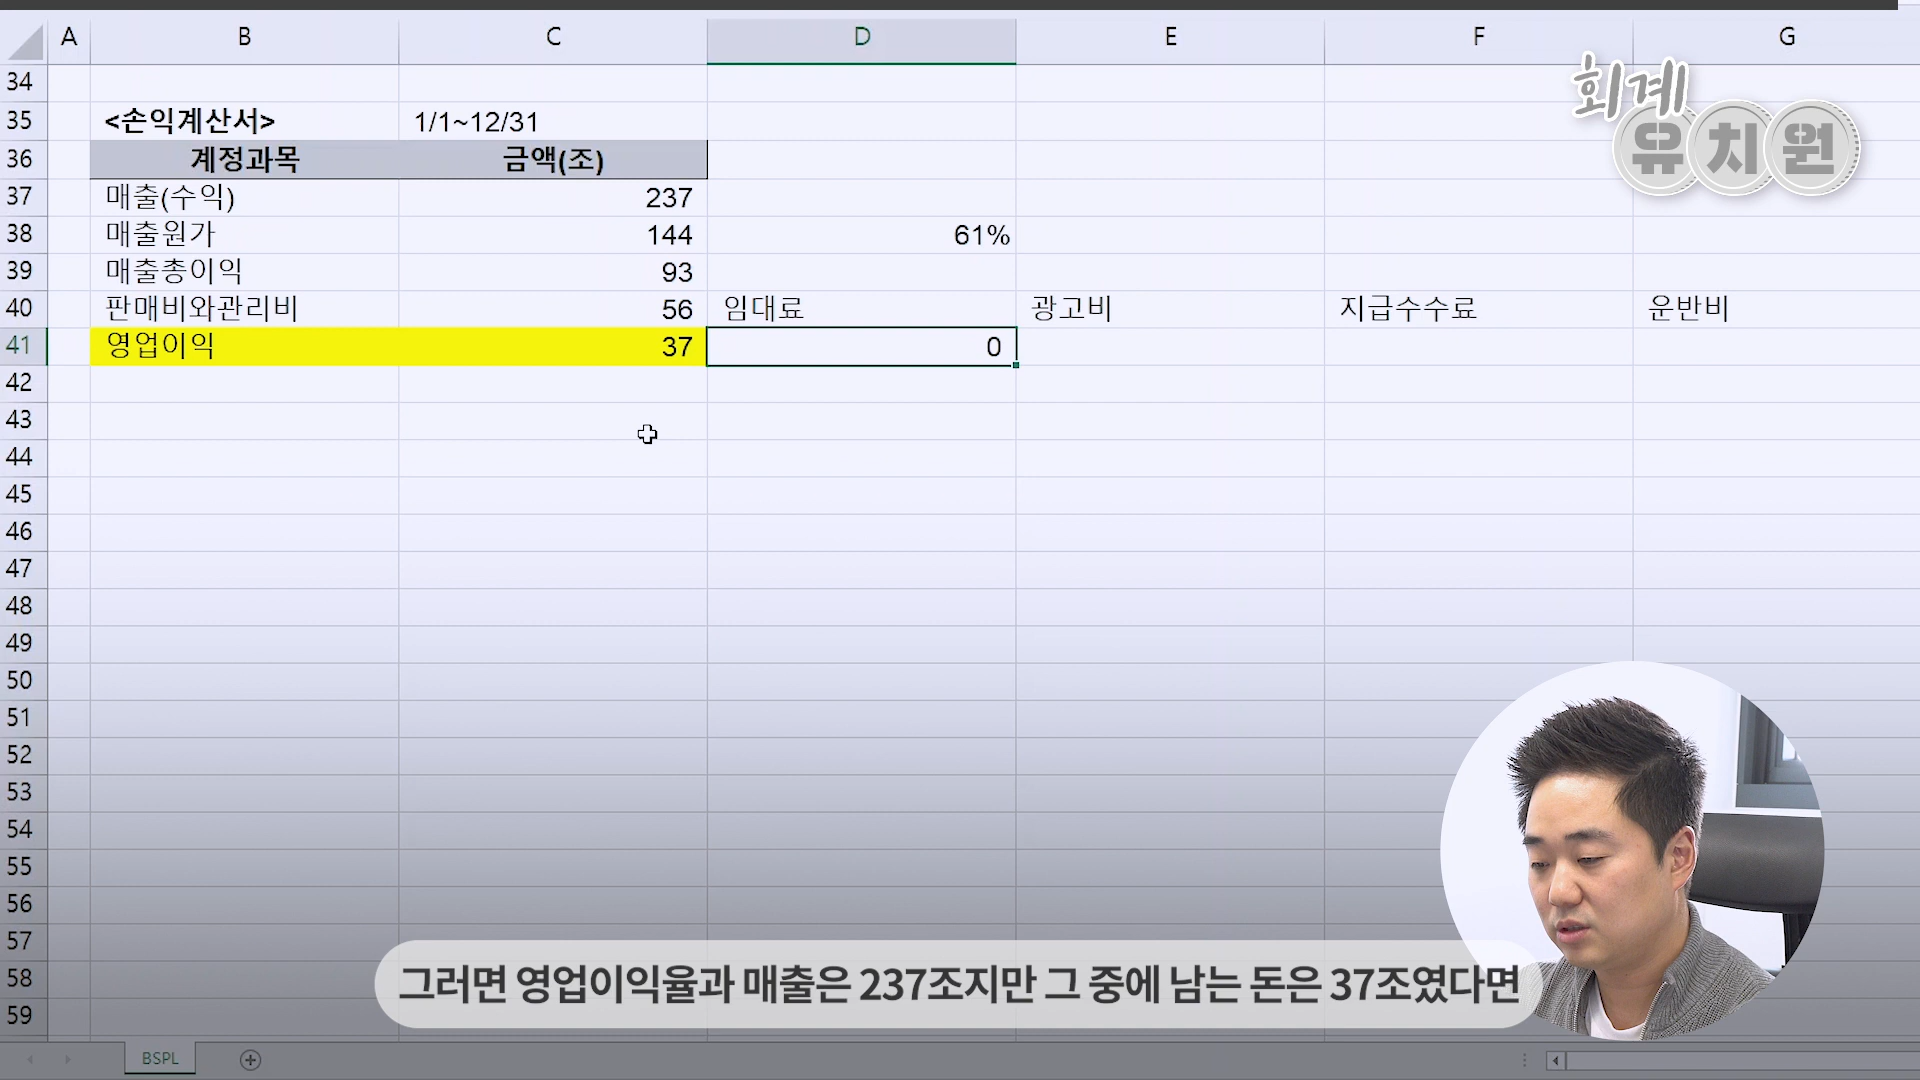 A B C D E F G
34
35 <손익계산서> 1/1~12/31
36 계정과목 금액(조)
37 매출(수익) 237
38 매출원가 144 61%
39 매출총이익 93
40 판매비와관리비 56 임대료 광고비 지급수수료 운반비
41 영업이익 37 0
42
43
44
45
46
47
48
49
50
51
52
53
54
55
56
57
58
59
회계
유치원
그러면 영업이익율과 매출은 237조지만 그 중에 남는 돈은 37조였다면
BSPL